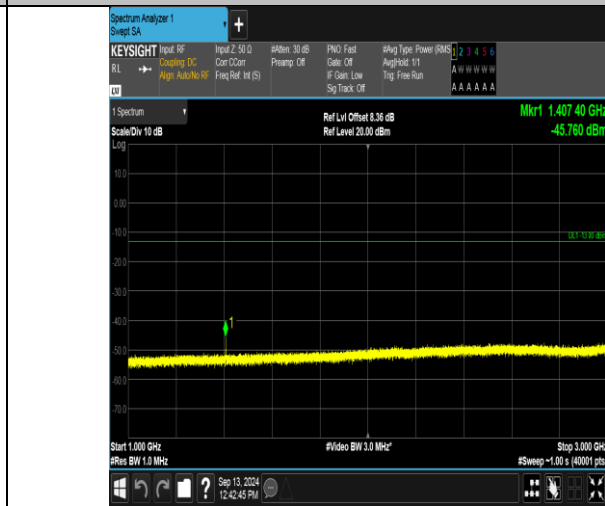 Spectrum Analyzer 1
Swept SA
+
KEYSIGHT Input: RF Input Z: 50 Ω #Atten: 30 dB PNO: Fast #Avg Type: Power (RMS 1 2 3 4 5 6
RL Coupling: DC Corr CCorr Preamp: Off Gate: Off Avg|Hold: 1/1 A W W W W W
Align: Auto/No RF Freq Ref: Int (S) IF Gain: Low Trig: Free Run
Sig Track: Off A A A A A A
LXI
1 Spectrum Ref Lvl Offset 8.36 dB Mkr1 1.407 40 GHz
Scale/Div 10 dB Ref Level 20.00 dBm -45.760 dBm
Log
10.0
0.00
-10.0
DL1 -13.00 dBm
-20.0
-30.0
-40.0
1
-50.0
-60.0
-70.0
Start 1.000 GHz #Video BW 3.0 MHz* Stop 3.000 GHz
#Res BW 1.0 MHz #Sweep ~1.00 s (40001 pts
? Sep 13, 2024
12:42:45 PM